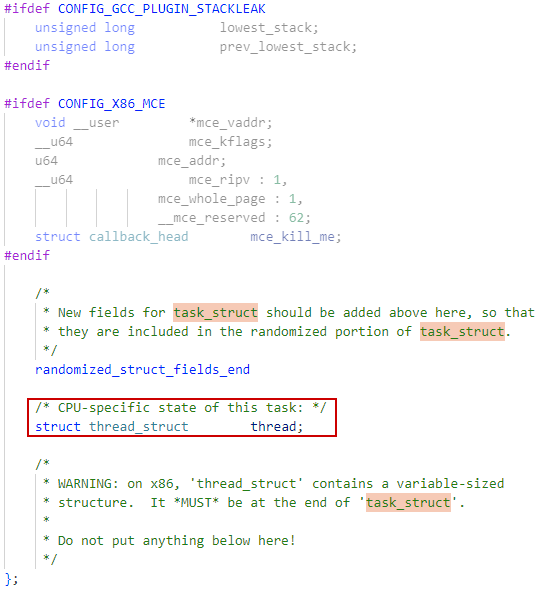 #ifdef CONFIG_GCC_PLUGIN_STACKLEAK
unsigned long lowest_stack;
unsigned long prev_lowest_stack;
#endif
#ifdef CONFIG_X86_MCE
void __user *mce_vaddr;
__u64 mce_kflags;
u64 mce_addr;
__u64 mce_ripv : 1,
mce_whole_page : 1,
__mce_reserved : 62;
struct callback_head mce_kill_me;
#endif
/*
* New fields for task_struct should be added above here, so that
* they are included in the randomized portion of task_struct.
*/
randomized_struct_fields_end
/* CPU-specific state of this task: */
struct thread_struct thread;
/*
* WARNING: on x86, 'thread_struct' contains a variable-sized
* structure.  It *MUST* be at the end of 'task_struct'.
*
* Do not put anything below here!
*/
};